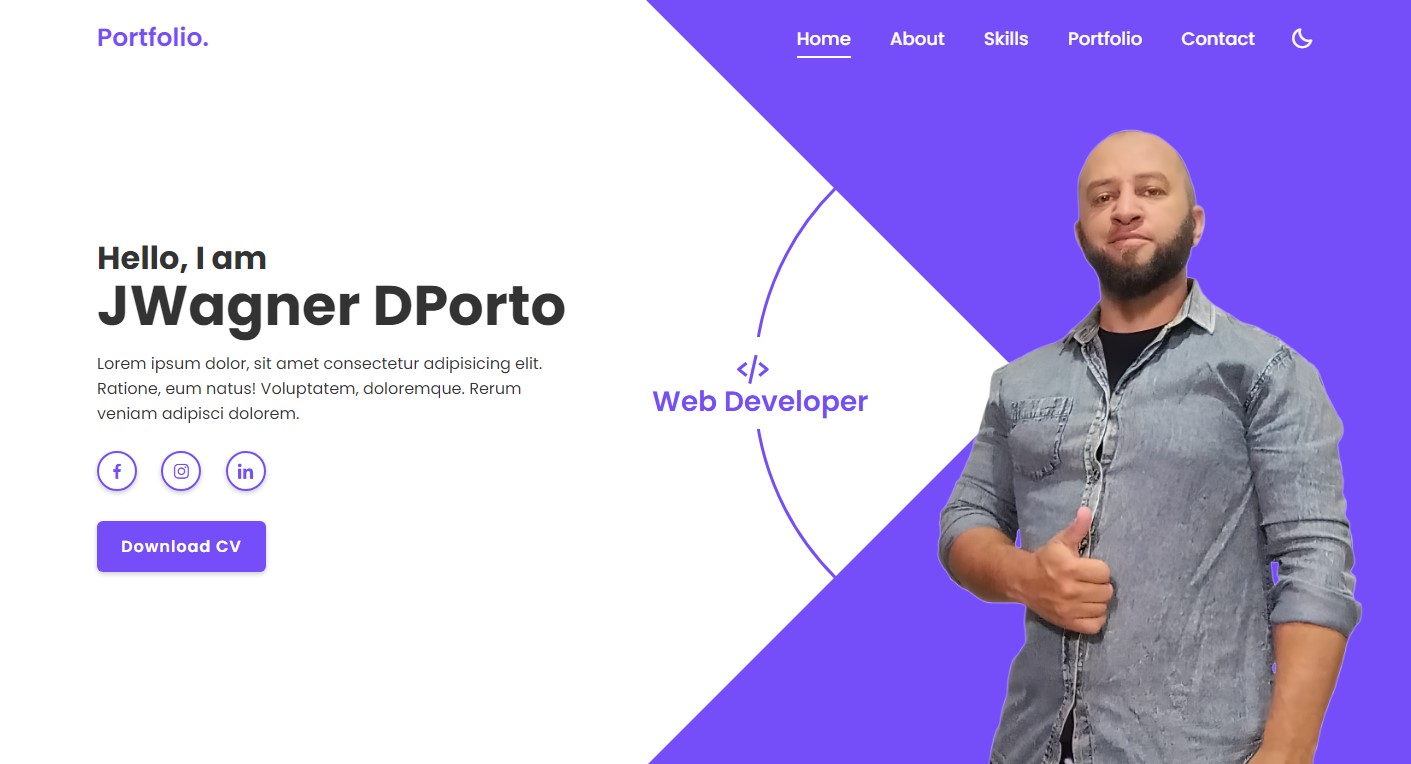 Portfolio.
Home About Skills Portfolio Contact
Hello, I am
JWagner DPorto
Lorem ipsum dolor, sit amet consectetur adipisicing elit.
Ratione, eum natus! Voluptatem, doloremque. Rerum
veniam adipisci dolorem.
Download CV
</>
Web Developer